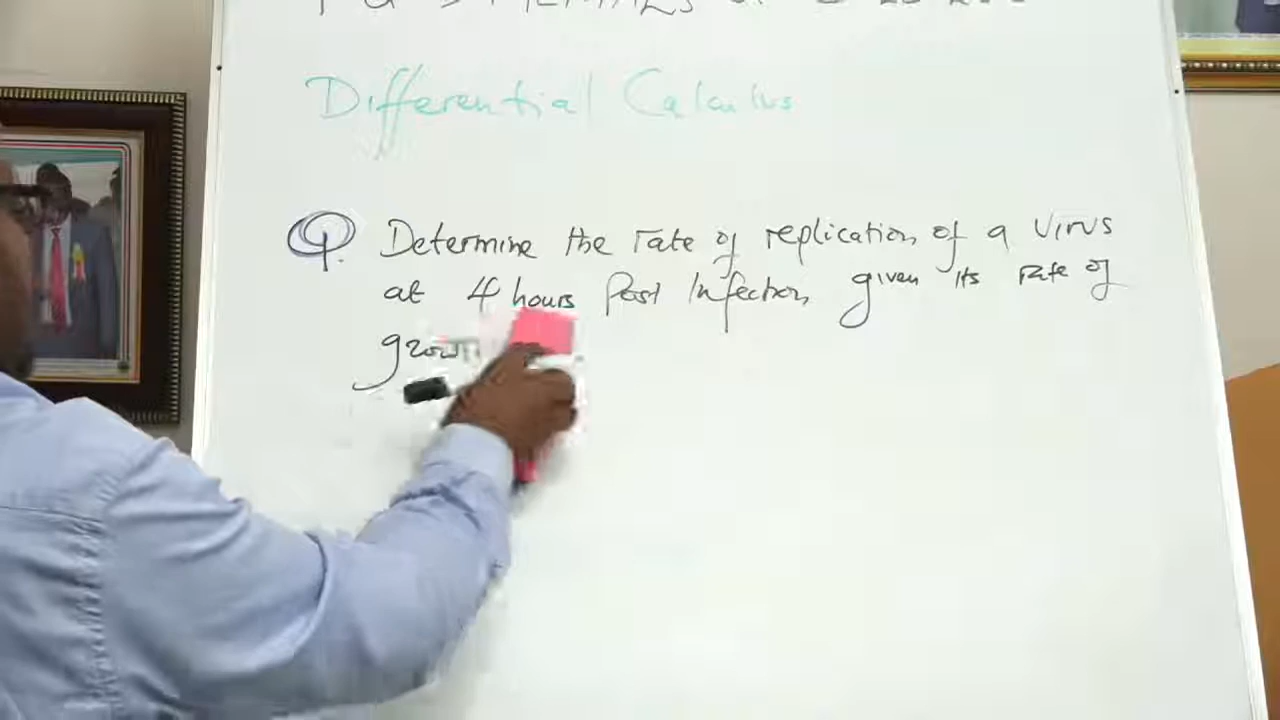 Differential Calculus
Q. Determine the rate of replication of a virus
at 4 hours Post Infection given its rate of